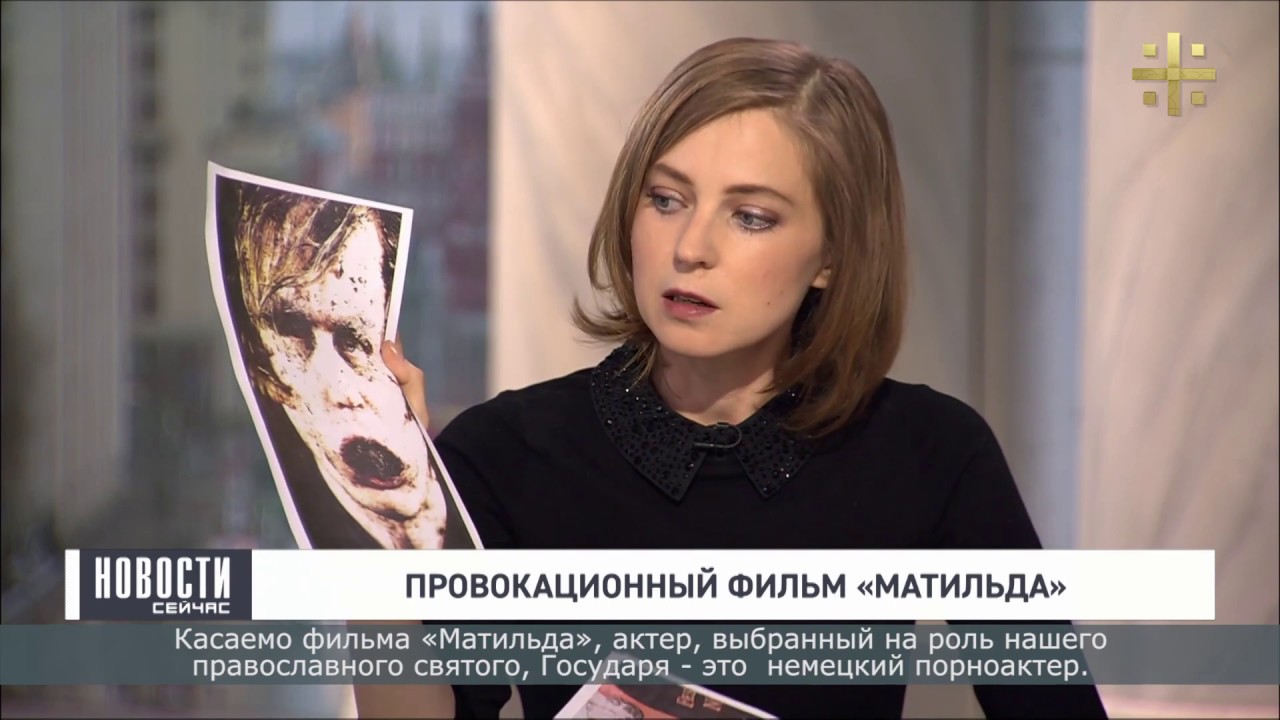 НОВОСТИ
СЕЙЧАС
ПРОВОКАЦИОННЫЙ ФИЛЬМ «МАТИЛЬДА»
Касаемо фильма «Матильда», актер, выбранный на роль нашего
православного святого, Государя - это немецкий порноактер.